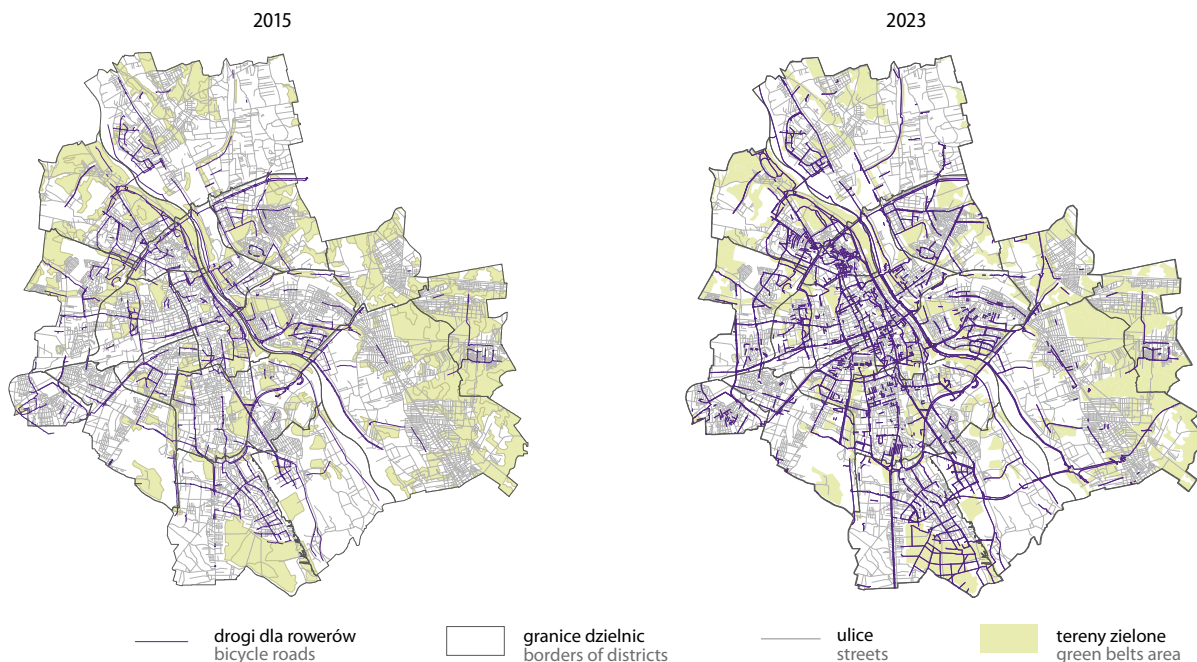 2015
2023
drogi dla rowerów
bicycle roads
granice dzielnic
borders of districts
ulice
streets
tereny zielone
green belts area